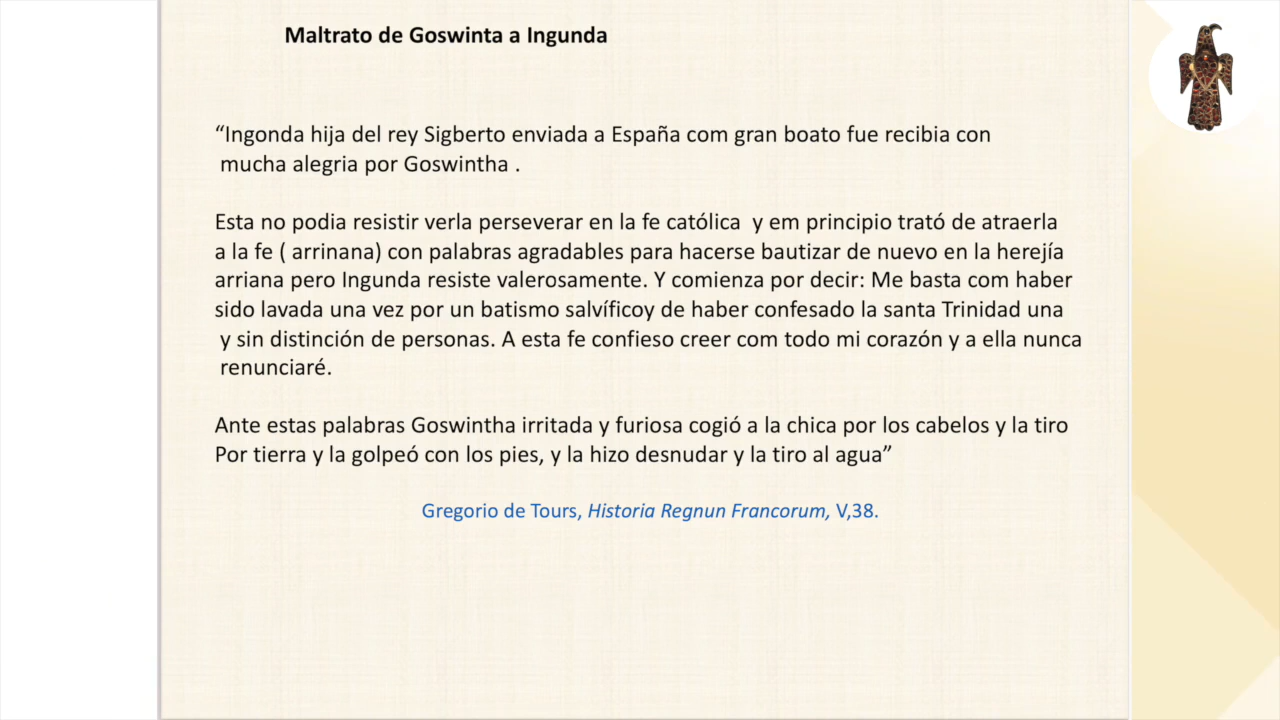 Maltrato de Goswinta a Ingunda
“Ingonda hija del rey Sigberto enviada a España com gran boato fue recibia con
mucha alegria por Goswintha .
Esta no podia resistir verla perseverar en la fe católica y em principio trató de atraerla
a la fe ( arrinana) con palabras agradables para hacerse bautizar de nuevo en la herejía
arriana pero Ingunda resiste valerosamente. Y comienza por decir: Me basta com haber
sido lavada una vez por un batismo salvíficoy de haber confesado la santa Trinidad una
y sin distinción de personas. A esta fe confieso creer com todo mi corazón y a ella nunca
renunciaré.
Ante estas palabras Goswintha irritada y furiosa cogió a la chica por los cabelos y la tiro
Por tierra y la golpeó con los pies, y la hizo desnudar y la tiro al agua”
Gregorio de Tours, Historia Regnun Francorum, V,38.